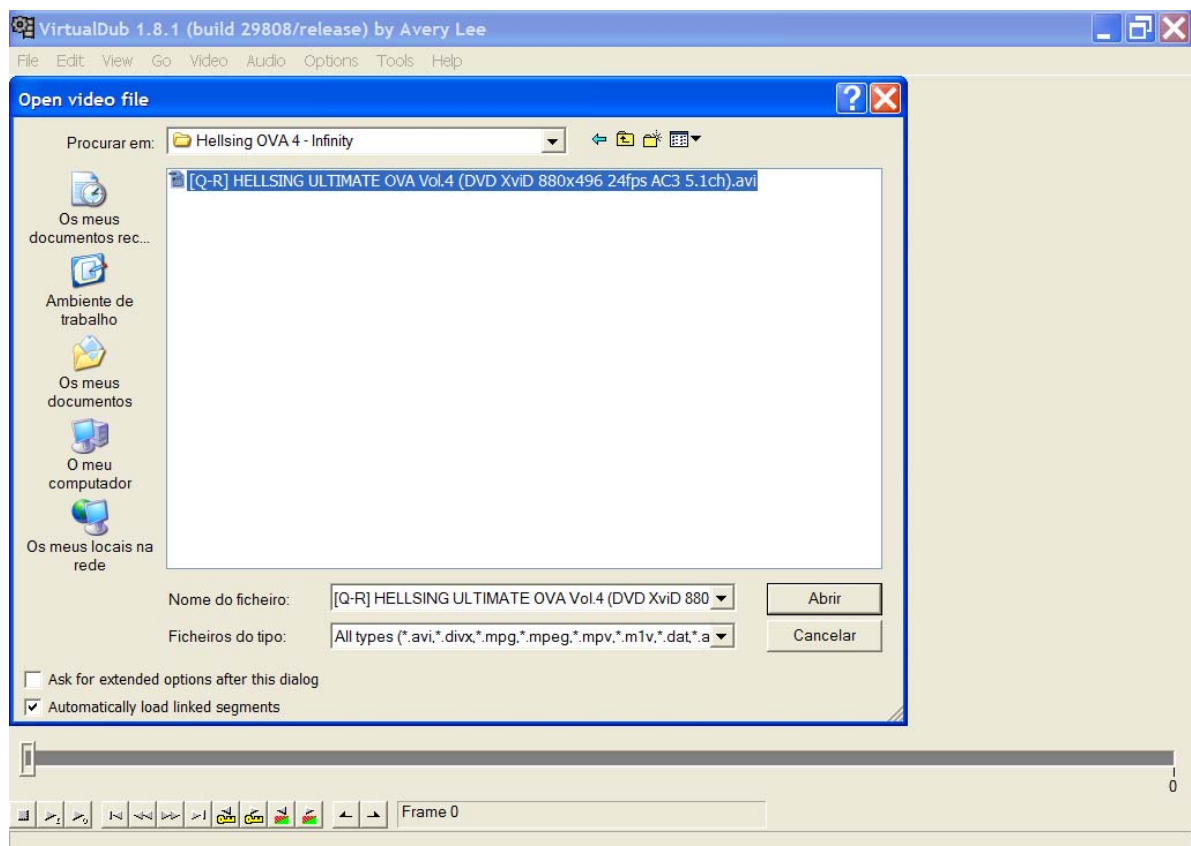 VirtualDub 1.8.1 (build 29808/release) by Avery Lee
File Edit View Go Video Audio Options Tools Help
Open video file
Procurar em: Hellsing OVA 4 - Infinity
[Q-R] HELLSING ULTIMATE OVA Vol.4 (DVD XviD 880x496 24fps AC3 5.1ch).avi
Os meus
documentos rec...
Ambiente de
trabalho
Os meus
documentos
O meu
computador
Os meus locais na
rede
Nome do ficheiro: [Q-R] HELLSING ULTIMATE OVA Vol.4 (DVD XviD 880 Abrir
Ficheiros do tipo: All types (*.avi,*.divx,*.mpg,*.mpeg,*.mpv,*.m1v,*.dat,*.a Cancelar
Ask for extended options after this dialog
Automatically load linked segments
0
Frame 0